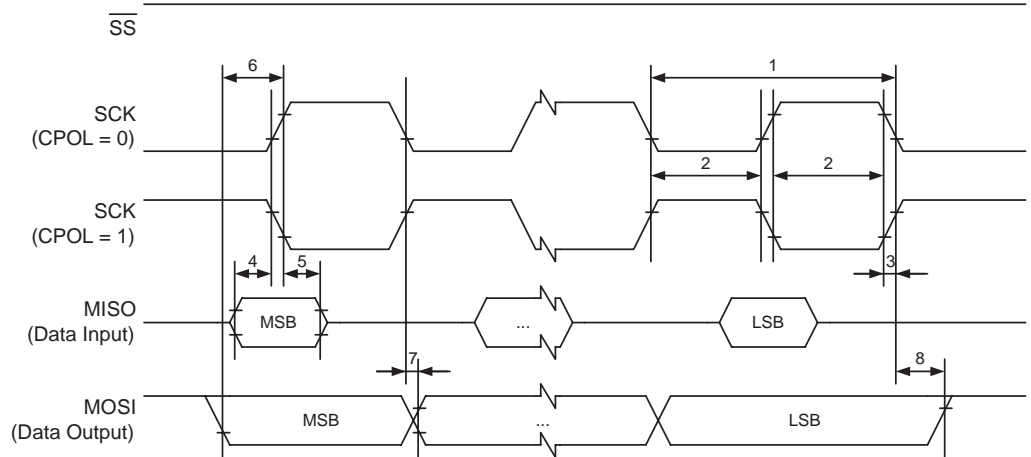 SS
6
1
SCK
(CPOL = 0)
2
2
SCK
(CPOL = 1)
4
5
3
MISO
(Data Input)
MSB
...
LSB
7
8
MOSI
(Data Output)
MSB
...
LSB